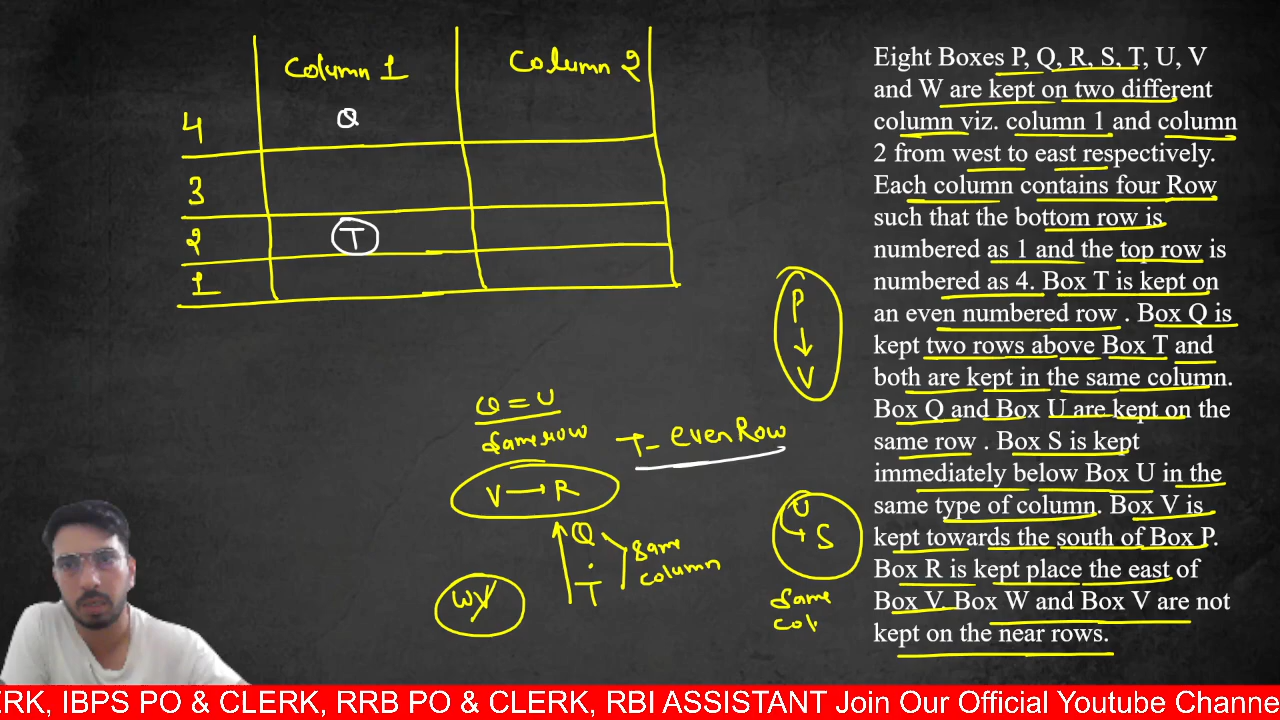 Column 1
Column 2
4
Q
3
2
T
1
P
↓
V
Q = U
Same row
T - even Row
V → R
Q
.
T
Same
column
WV
U
S
Same
col
Eight Boxes P, Q, R, S, T, U, V
and W are kept on two different
column viz. column 1 and column
2 from west to east respectively.
Each column contains four Row
such that the bottom row is
numbered as 1 and the top row is
numbered as 4. Box T is kept on
an even numbered row . Box Q is
kept two rows above Box T and
both are kept in the same column.
Box Q and Box U are kept on the
same row . Box S is kept
immediately below Box U in the
same type of column. Box V is
kept towards the south of Box P.
Box R is kept place the east of
Box V. Box W and Box V are not
kept on the near rows.
ERK, IBPS PO & CLERK, RRB PO & CLERK, RBI ASSISTANT Join Our Official Youtube Channe